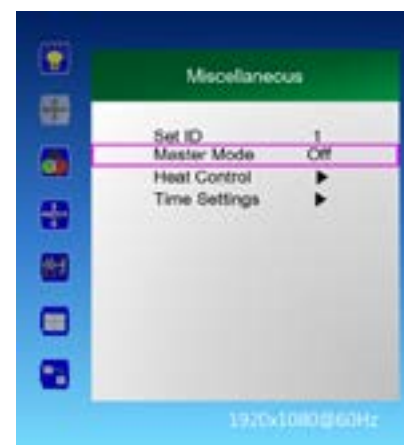 Miscellaneous
Set ID 1
Master Mode Off
Heat Control ▶
Time Settings ▶
1920x1080@60Hz